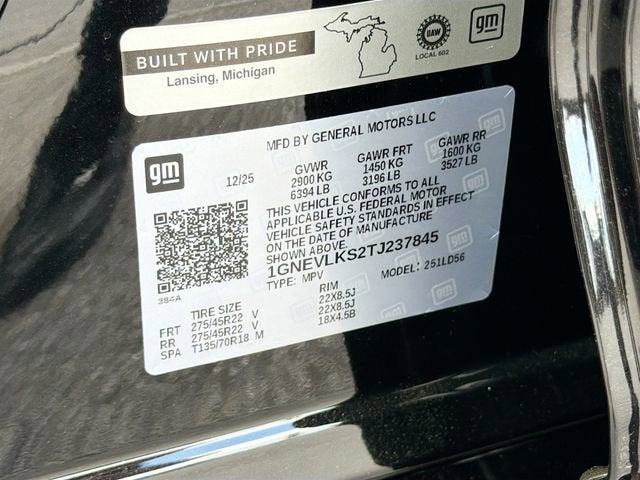 BUILT WITH PRIDE
Lansing, Michigan
UAW
LOCAL 602
gm
gm
MFD BY GENERAL MOTORS LLC
12/25
GVWR GAWR FRT GAWR RR
2900 KG 1450 KG 1600 KG
6394 LB 3196 LB 3527 LB
THIS VEHICLE CONFORMS TO ALL
APPLICABLE U.S. FEDERAL MOTOR
VEHICLE SAFETY STANDARDS IN EFFECT
ON THE DATE OF MANUFACTURE
SHOWN ABOVE.
1GNEVLKS2TJ237845
TYPE: MPV MODEL: 251LD56
384A
TIRE SIZE RIM
FRT 275/45R22 V 22X8.5J
RR 275/45R22 V 22X8.5J
SPA T135/70R18 M 18X4.5B